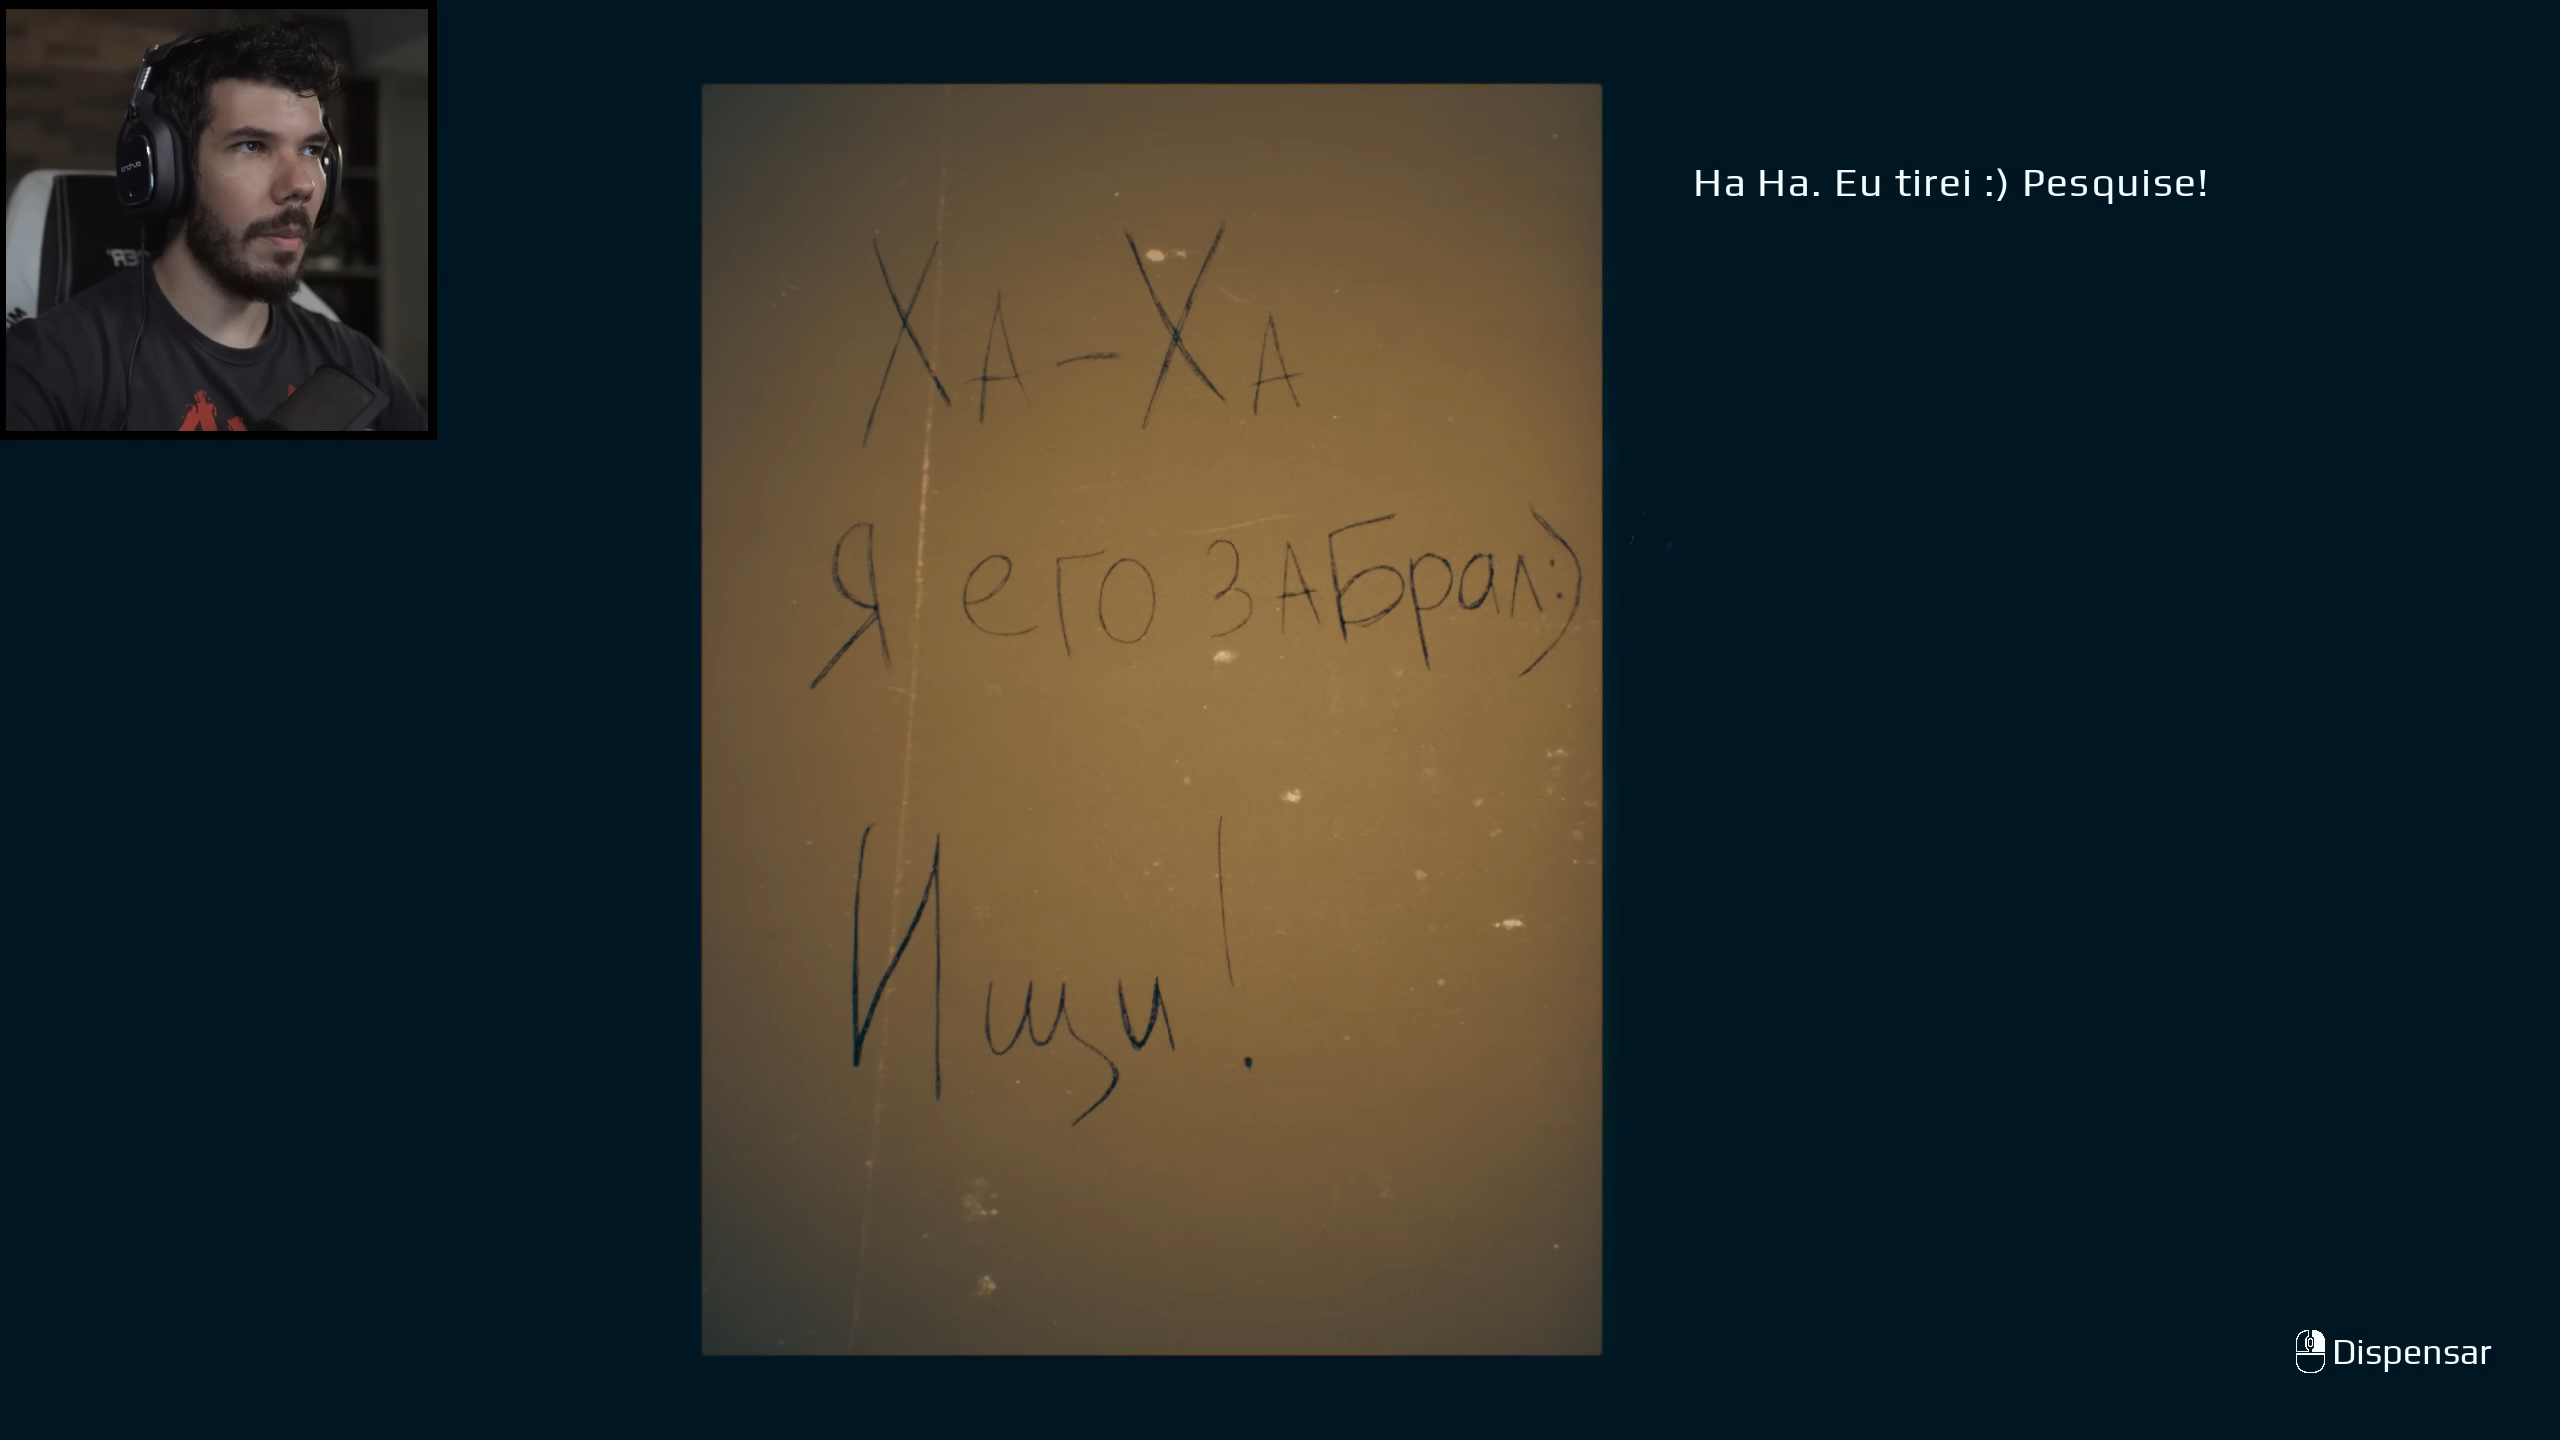 Ха-Ха
Я его забрал:)
Ищи!
Ha Ha. Eu tirei :) Pesquise!
Dispensar